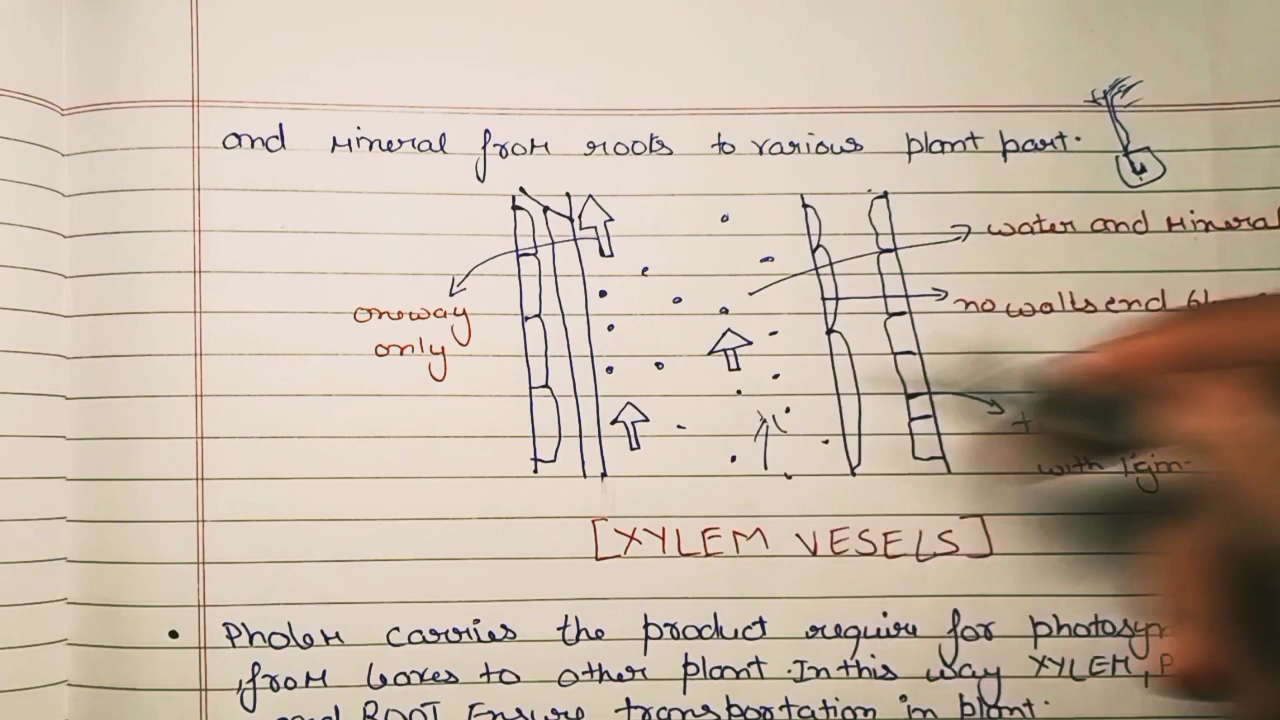 and Mineral from roots to various plant part.
water and Minera
oneway
only
no walls end
with
[XYLEM VESELS]
• Phloem carries the product require for photosyn
from leaves to other plant. In this way XYLEM, P
and ROOT Ensure transportation in plant.